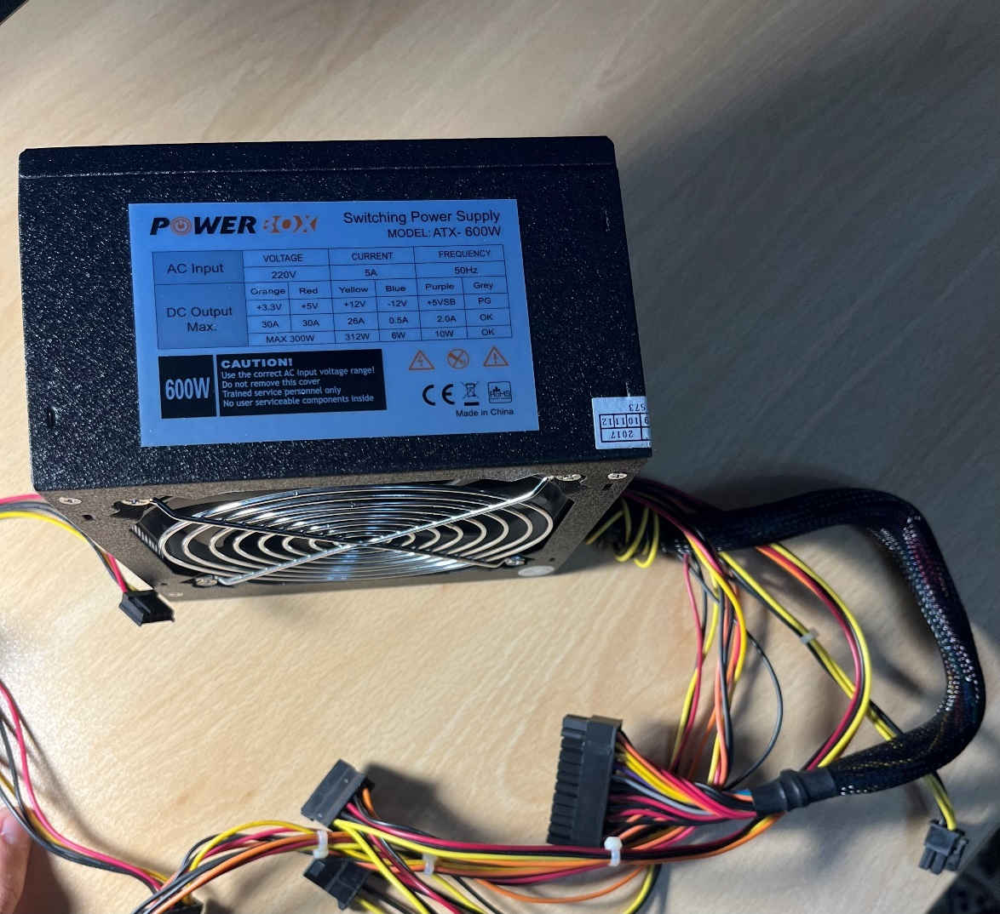 POWER BOX
Switching Power Supply
MODEL: ATX- 600W
AC Input
VOLTAGE CURRENT FREQUENCY
220V 5A 50Hz
DC Output
Max.
Orange Red Yellow Blue Purple Grey
+3.3V +5V +12V -12V +5VSB PG
30A 30A 26A 0.5A 2.0A OK
MAX 300W 312W 6W 10W OK
600W
CAUTION!
Use the correct AC input voltage range!
Do not remove this cover
Trained service personnel only
No user serviceable components inside
CE
RoHS
Made in China
2017
9 10 11 12
573